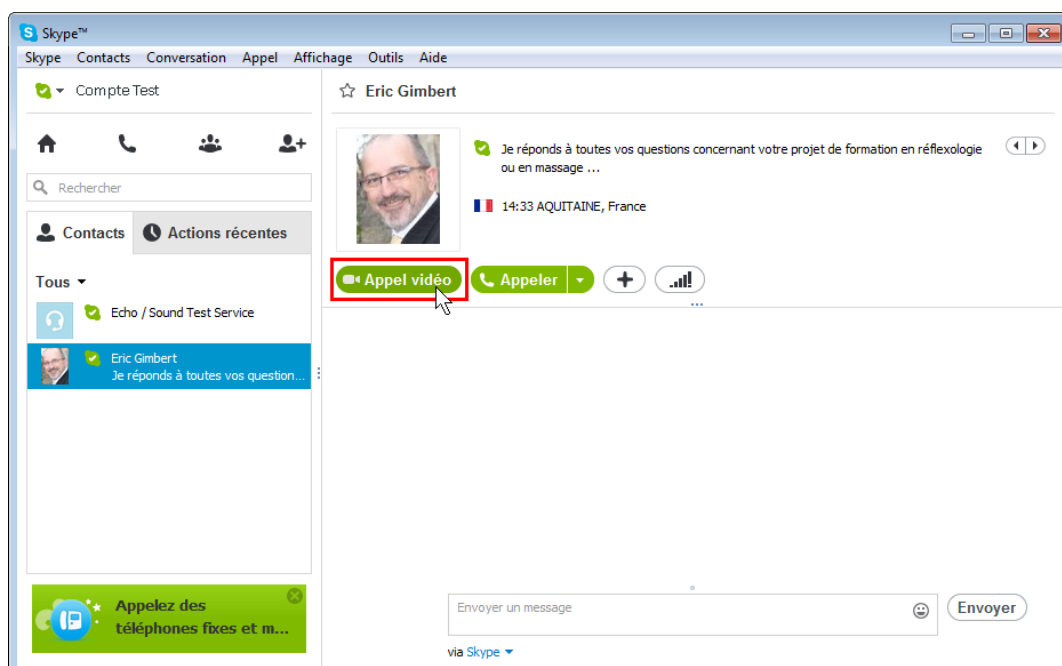 Skype™
Skype Contacts Conversation Appel Affichage Outils Aide
Compte Test
Rechercher
Contacts Actions récentes
Tous
Echo / Sound Test Service
Eric Gimbert
Je réponds à toutes vos question...
Appelez des
téléphones fixes et m...
Eric Gimbert
Je réponds à toutes vos questions concernant votre projet de formation en réflexologie
ou en massage ...
14:33 AQUITAINE, France
Appel vidéo Appeler
Envoyer un message
Envoyer
via Skype